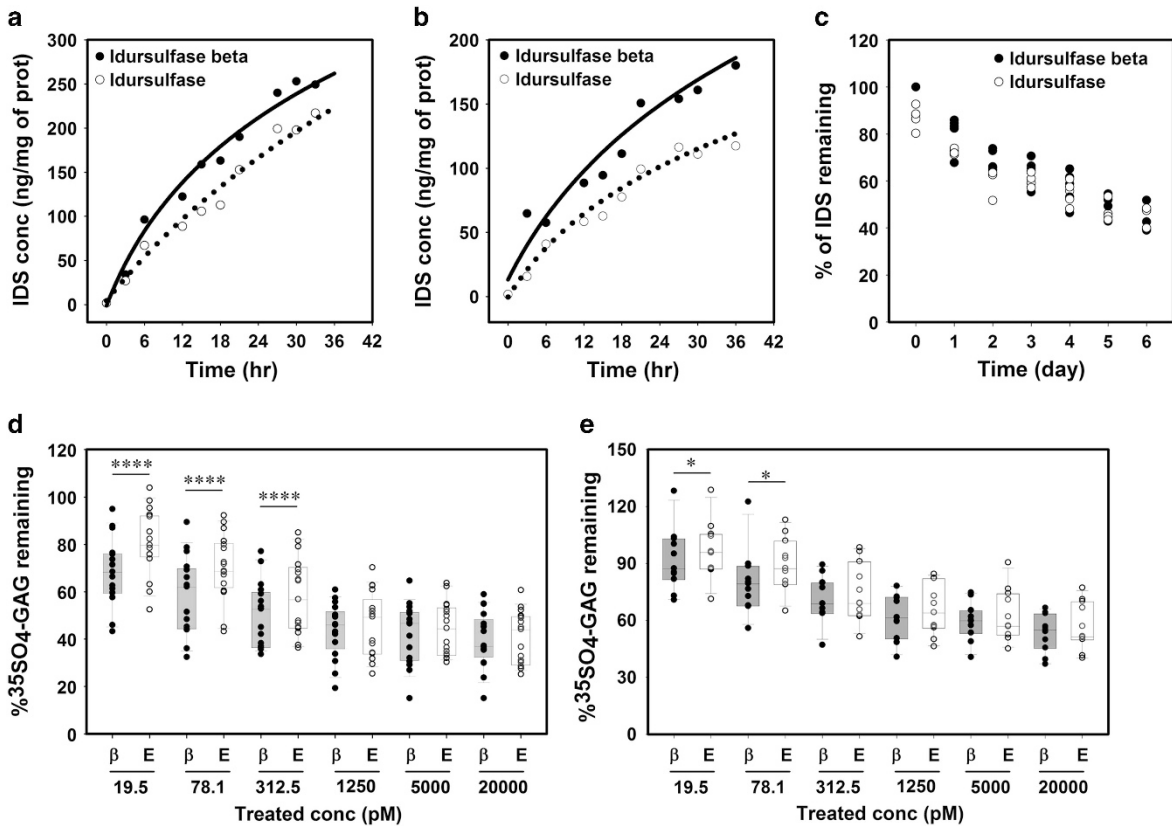 a
IDS conc (ng/mg of prot)
300
250
200
150
100
50
0
Idursulfase beta
Idursulfase
0 6 12 18 24 30 36 42
Time (hr)
b
IDS conc (ng/mg of prot)
200
150
100
50
0
Idursulfase beta
Idursulfase
0 6 12 18 24 30 36 42
Time (hr)
c
% of IDS remaining
120
100
80
60
40
20
0
Idursulfase beta
Idursulfase
0 1 2 3 4 5 6
Time (day)
d
%35SO4-GAG remaining
120
100
80
60
40
20
0
**** **** ****
β E β E β E β E β E β E
19.5 78.1 312.5 1250 5000 20000
Treated conc (pM)
e
%35SO4-GAG remaining
150
120
90
60
30
0
* *
β E β E β E β E β E β E
19.5 78.1 312.5 1250 5000 20000
Treated conc (pM)